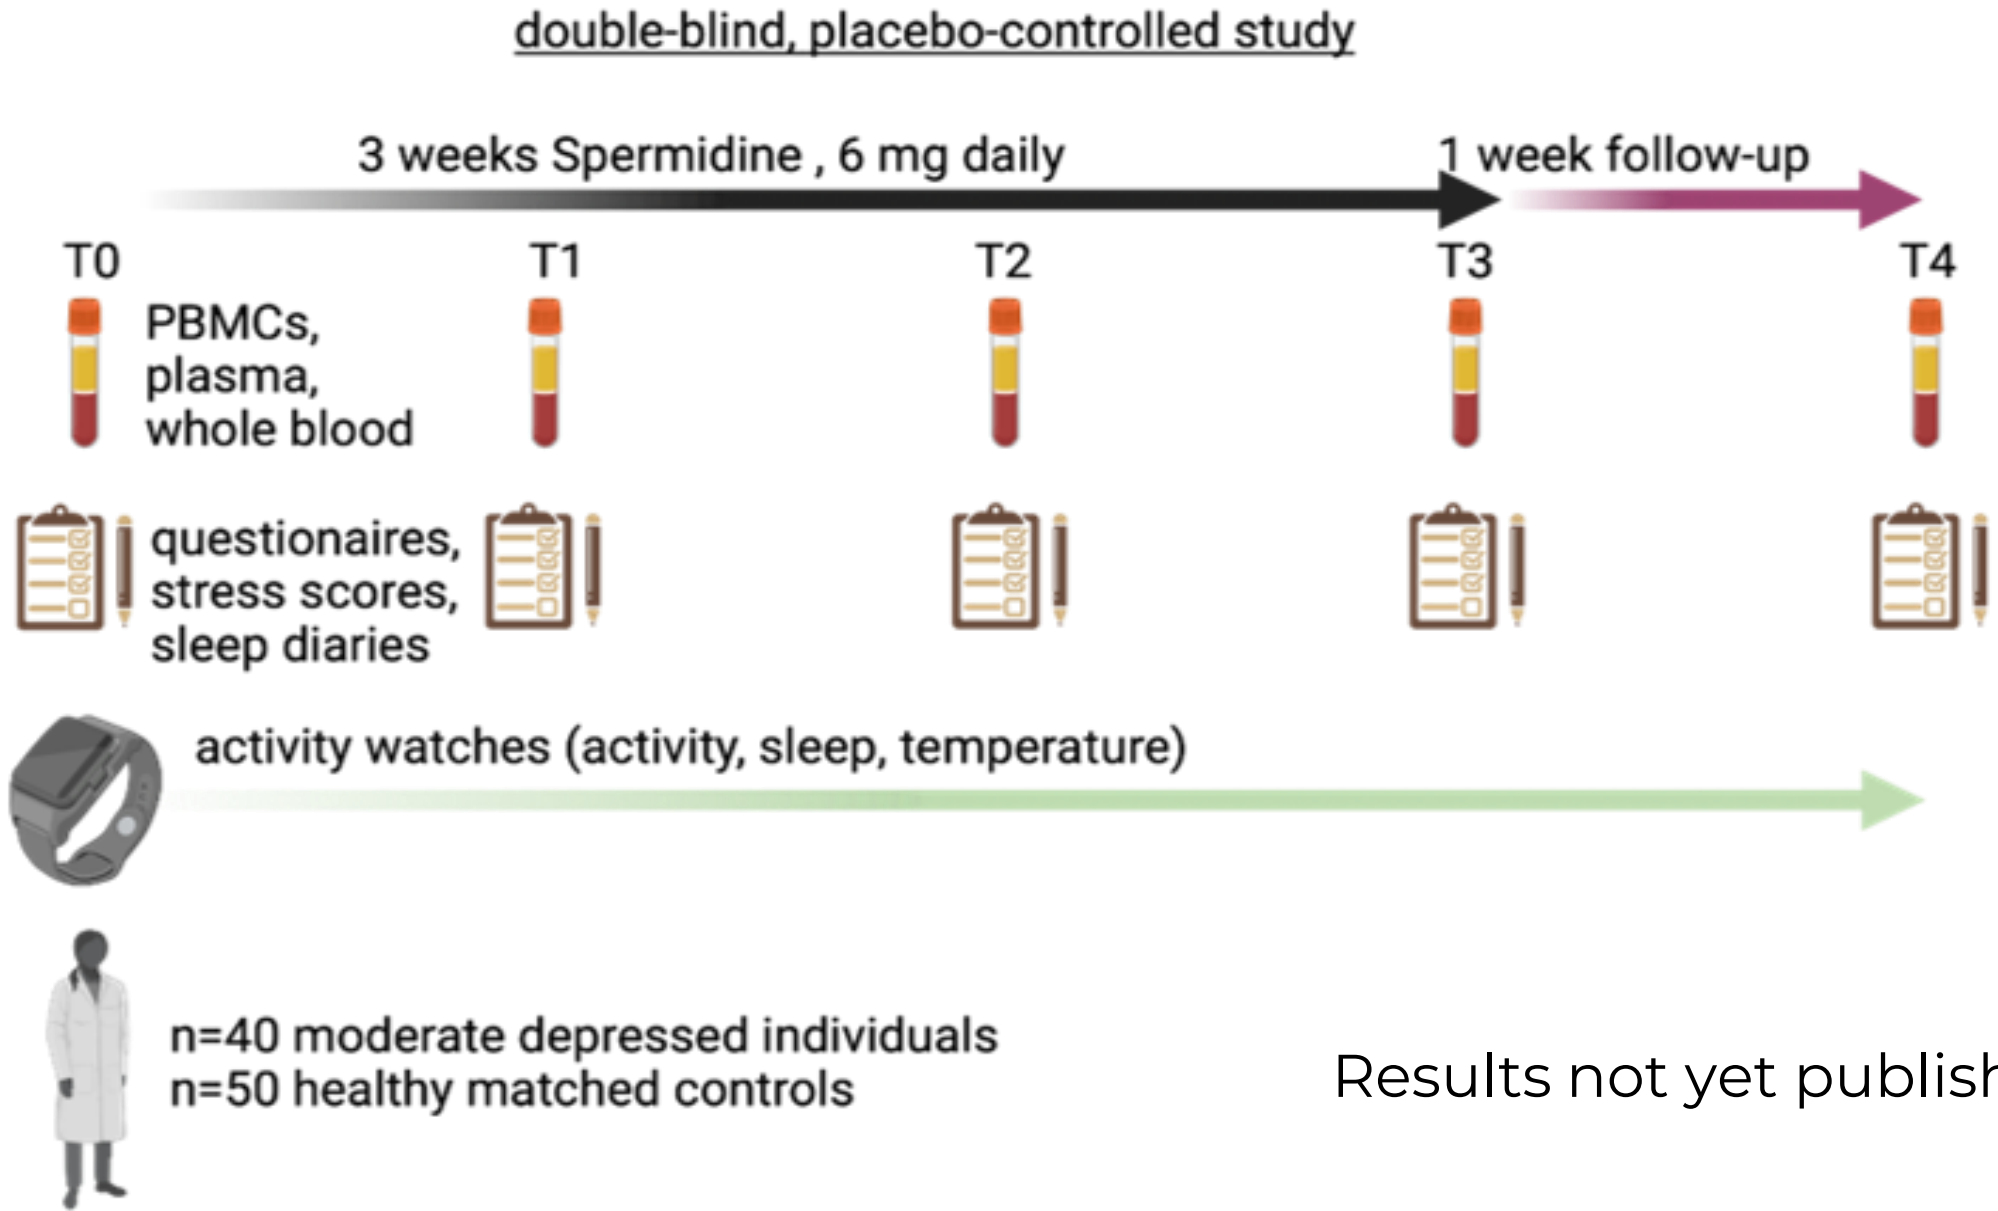 double-blind, placebo-controlled study
3 weeks Spermidine , 6 mg daily
1 week follow-up
T0
T1
T2
T3
T4
PBMCs,
plasma,
whole blood
questionaires,
stress scores,
sleep diaries
activity watches (activity, sleep, temperature)
n=40 moderate depressed individuals
n=50 healthy matched controls
Results not yet publish